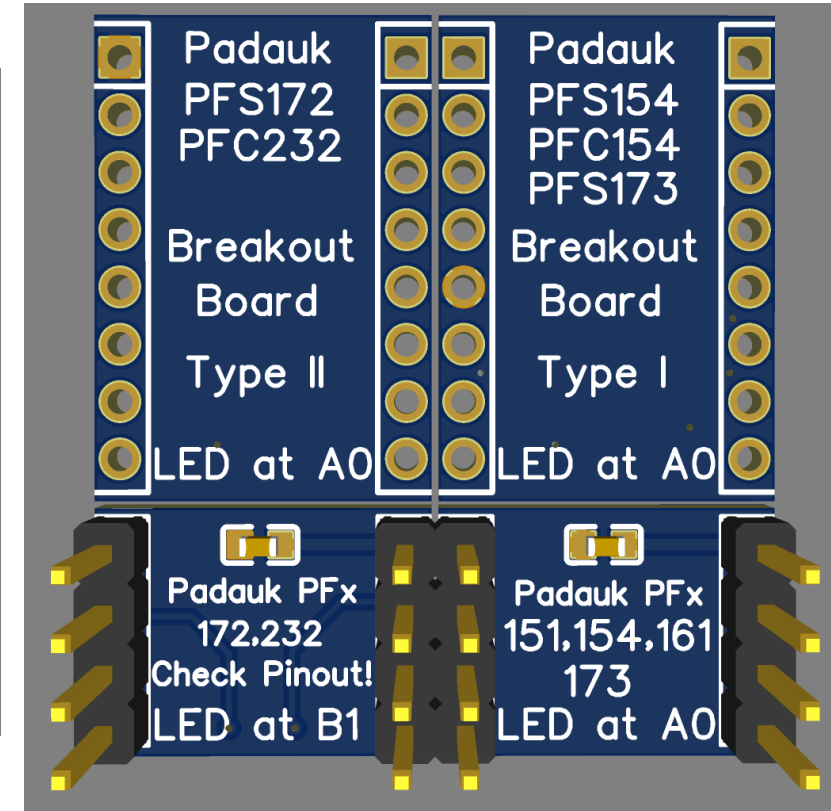 Padauk
PFS172
PFC232
Breakout
Board
Type II
LED at A0
Padauk
PFS154
PFC154
PFS173
Breakout
Board
Type I
LED at A0
Padauk PFx
172,232
Check Pinout!
LED at B1
Padauk PFx
151,154,161
173
LED at A0